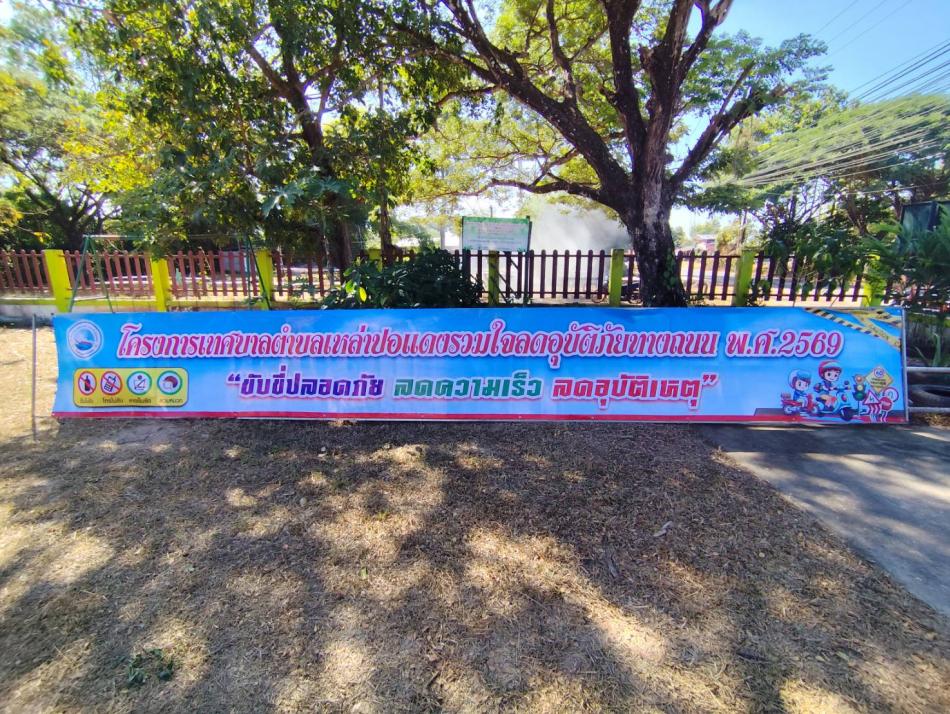 โครงการเทศบาลตำบลเหล่าปอแดงรวมใจลดอุบัติภัยทางถนน พ.ศ.2569
“ขับขี่ปลอดภัย ลดความเร็ว ลดอุบัติเหตุ”